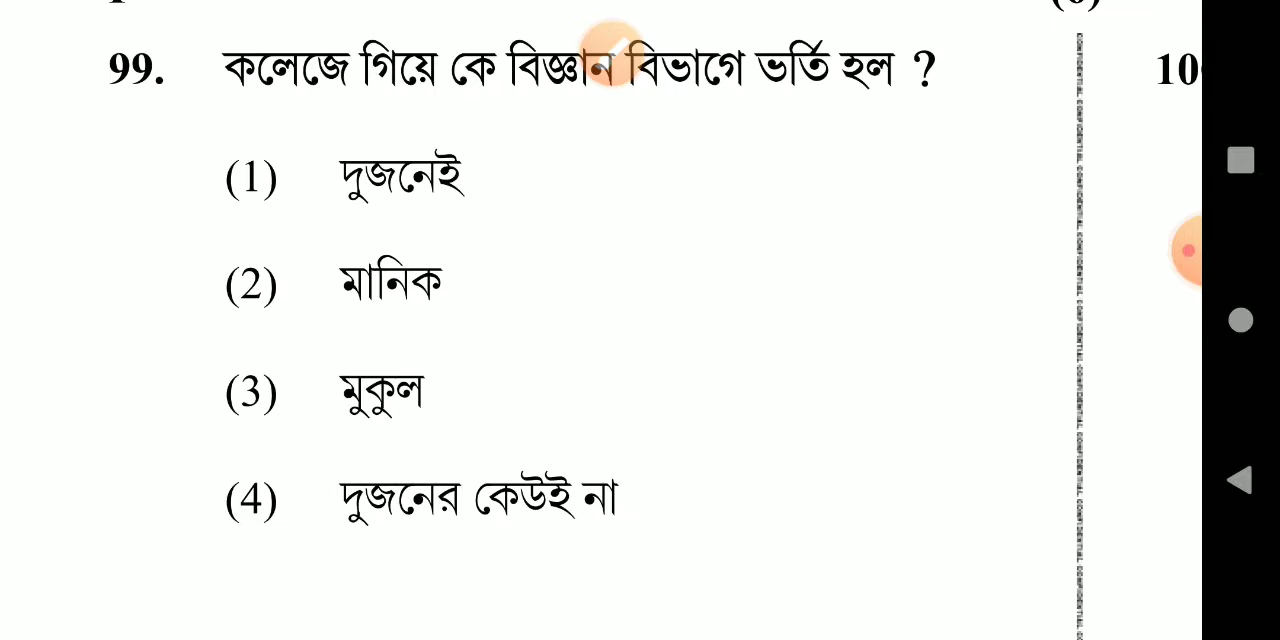 99. কলেজে গিয়ে কে বিজ্ঞান বিভাগে ভর্তি হল ?
(1) দুজনেই
(2) মানিক
(3) মুকুল
(4) দুজনের কেউই না